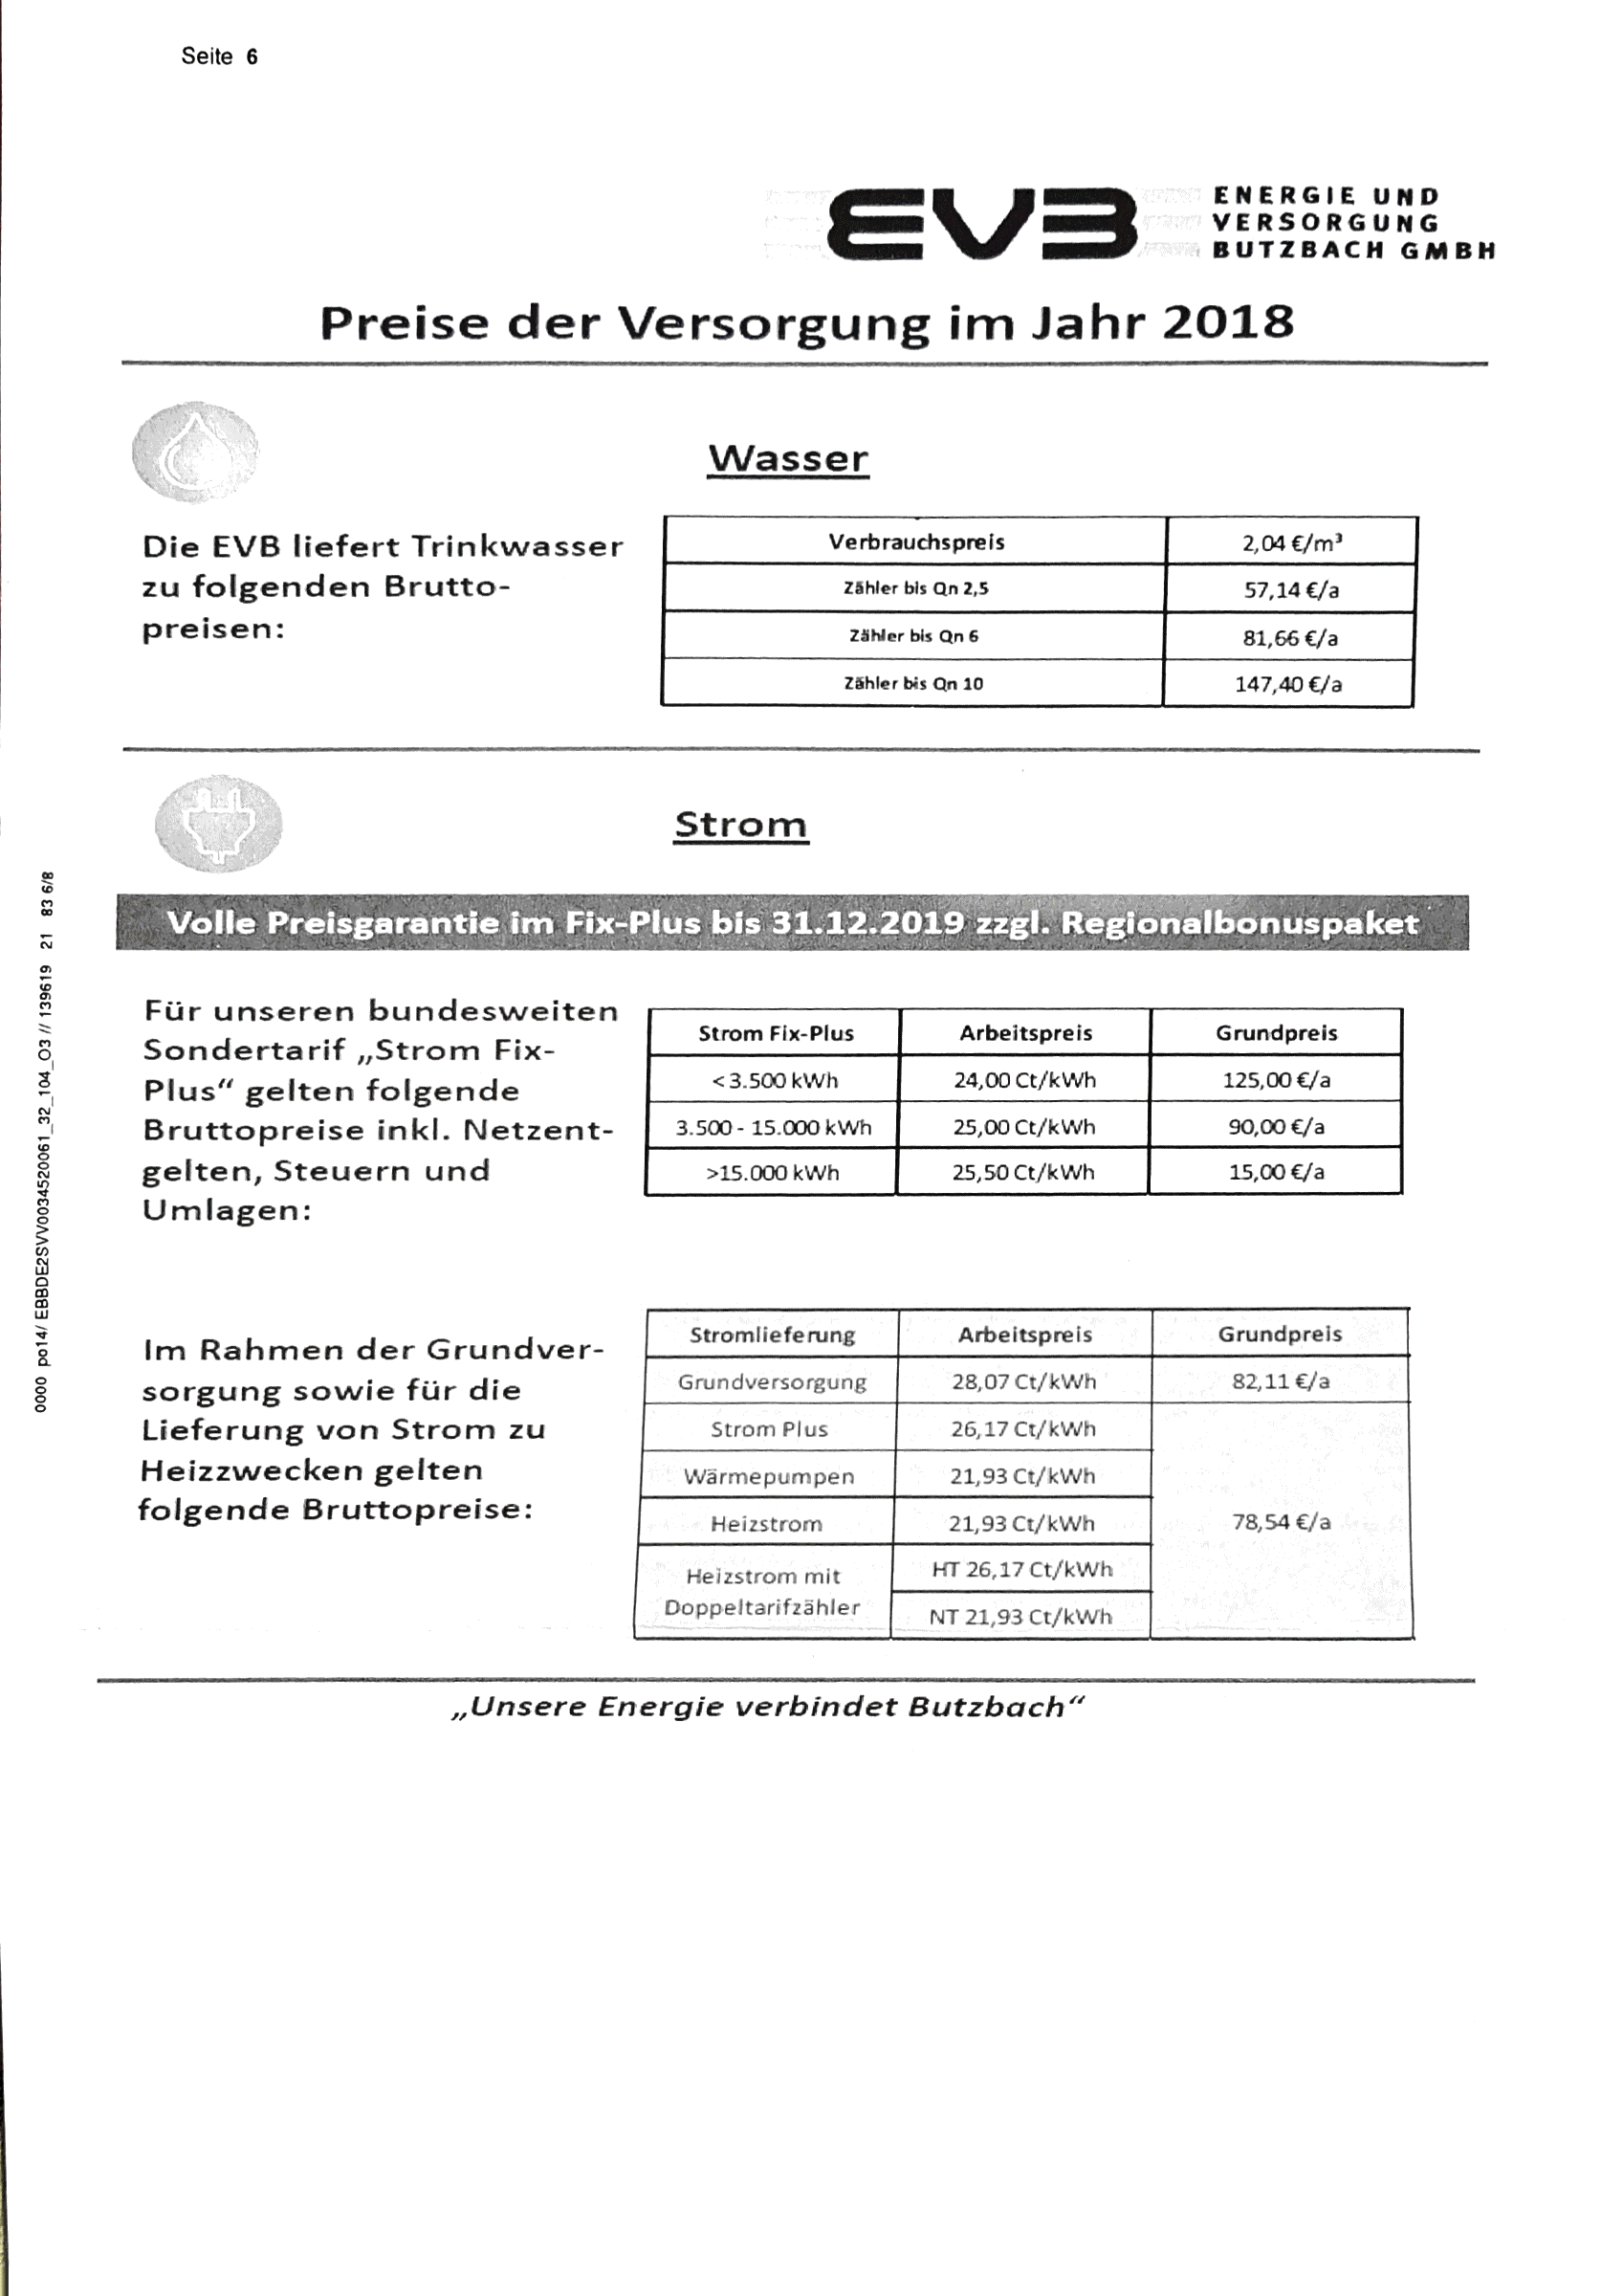 Seite 6
EVB
ENERGIE UND
VERSORGUNG
BUTZBACH GMBH
Preise der Versorgung im Jahr 2018
Wasser
Die EVB liefert Trinkwasser
zu folgenden Brutto-
preisen:
Verbrauchspreis 2,04 €/m³
Zähler bis Qn 2,5 57,14 €/a
Zähler bis Qn 6 81,66 €/a
Zähler bis Qn 10 147,40 €/a
Strom
Volle Preisgarantie im Fix-Plus bis 31.12.2019 zzgl. Regionalbonuspaket
Für unseren bundesweiten
Sondertarif „Strom Fix-
Plus“ gelten folgende
Bruttopreise inkl. Netzent-
gelten, Steuern und
Umlagen:
Strom Fix-Plus Arbeitspreis Grundpreis
<3.500 kWh 24,00 Ct/kWh 125,00 €/a
3.500 - 15.000 kWh 25,00 Ct/kWh 90,00 €/a
>15.000 kWh 25,50 Ct/kWh 15,00 €/a
Im Rahmen der Grundver-
sorgung sowie für die
Lieferung von Strom zu
Heizzwecken gelten
folgende Bruttopreise:
Stromlieferung Arbeitspreis Grundpreis
Grundversorgung 28,07 Ct/kWh 82,11 €/a
Strom Plus 26,17 Ct/kWh
Wärmepumpen 21,93 Ct/kWh
Heizstrom 21,93 Ct/kWh 78,54 €/a
Heizstrom mit
Doppeltarifzähler
HT 26,17 Ct/kWh
NT 21,93 Ct/kWh
„Unsere Energie verbindet Butzbach“
0000 po14/ EBBDE2SVV0034520061_32_104_O3 // 139619 21 83 6/8